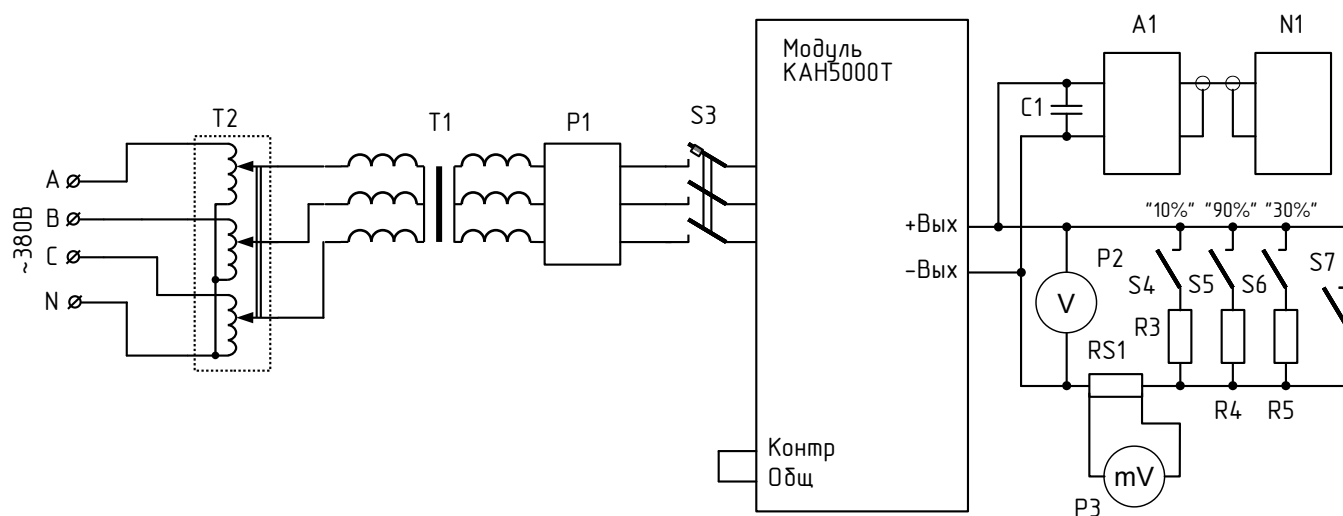 A1
N1
Модуль
КАН5000Т
C1
S3
T2
T1
P1
A
B
C
N
~380В
"10%"
"90%"
"30%"
+Вых
-Вых
P2
S4
S5
S6
S7
V
R3
RS1
R4
R5
Контр
Общ
mV
P3